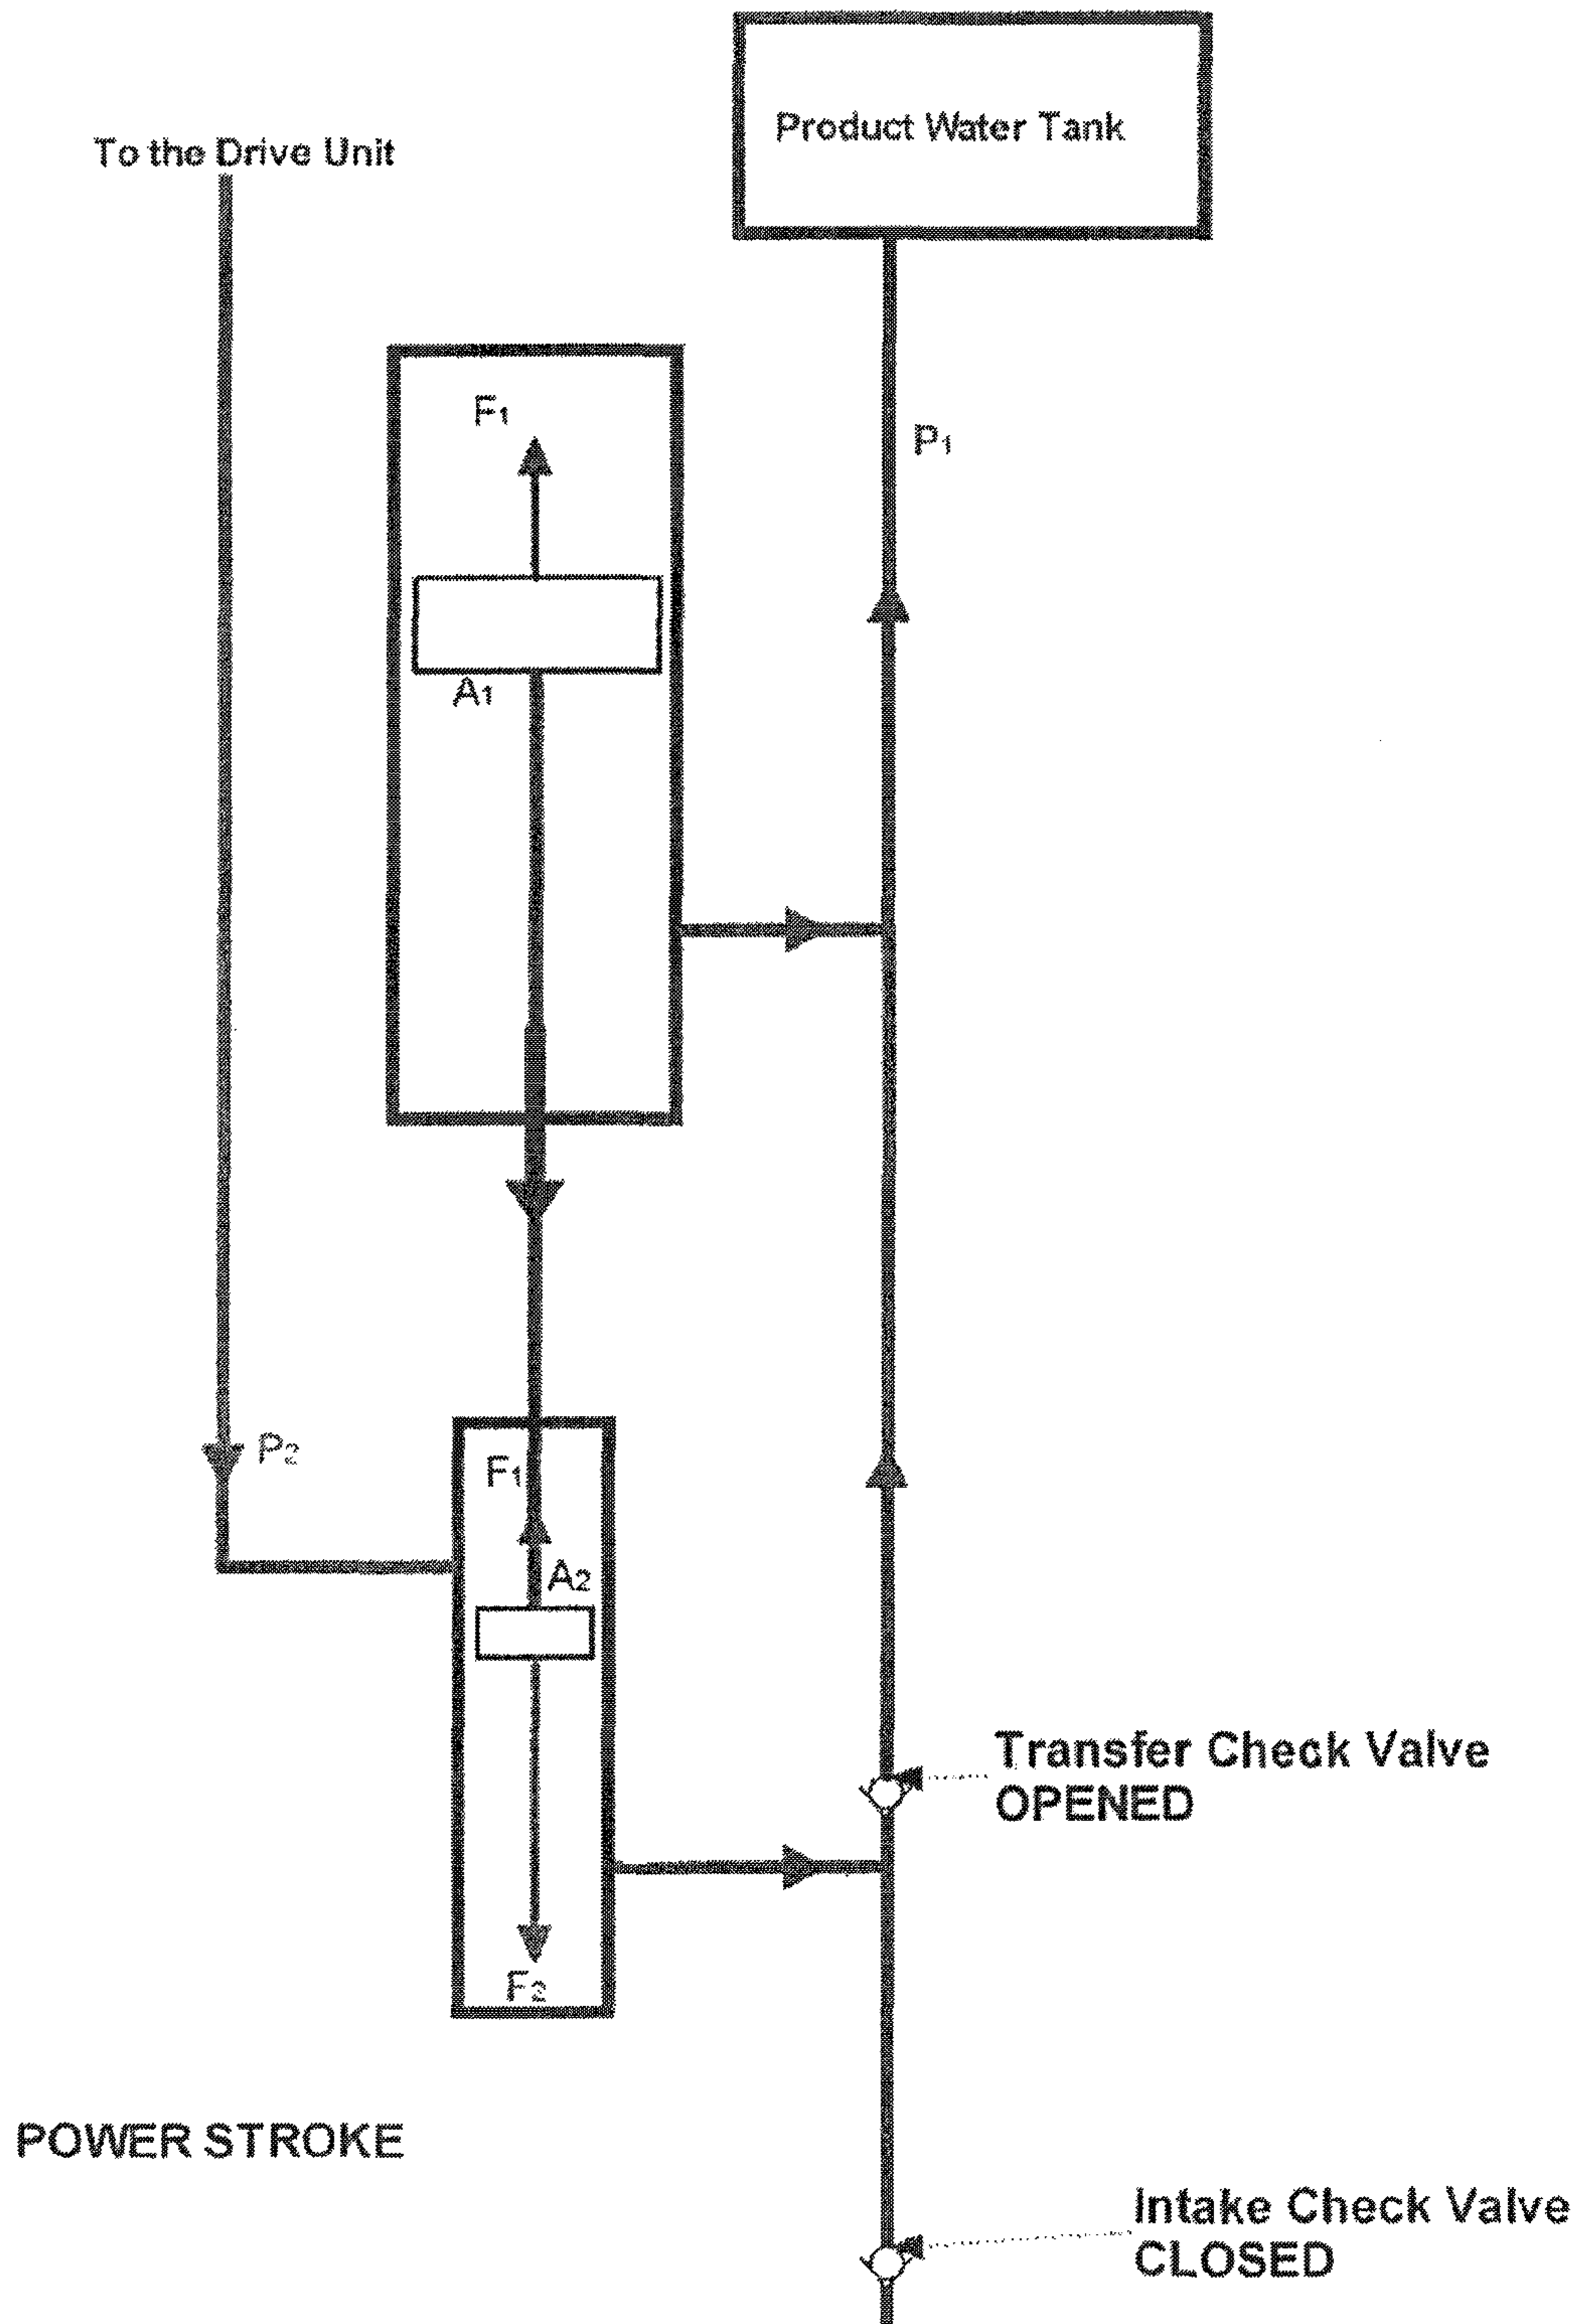 Product Water Tank
To the Drive Unit
F1
P1
A1
P2
F1
A2
Transfer Check Valve
OPENED
F2
POWER STROKE
Intake Check Valve
CLOSED